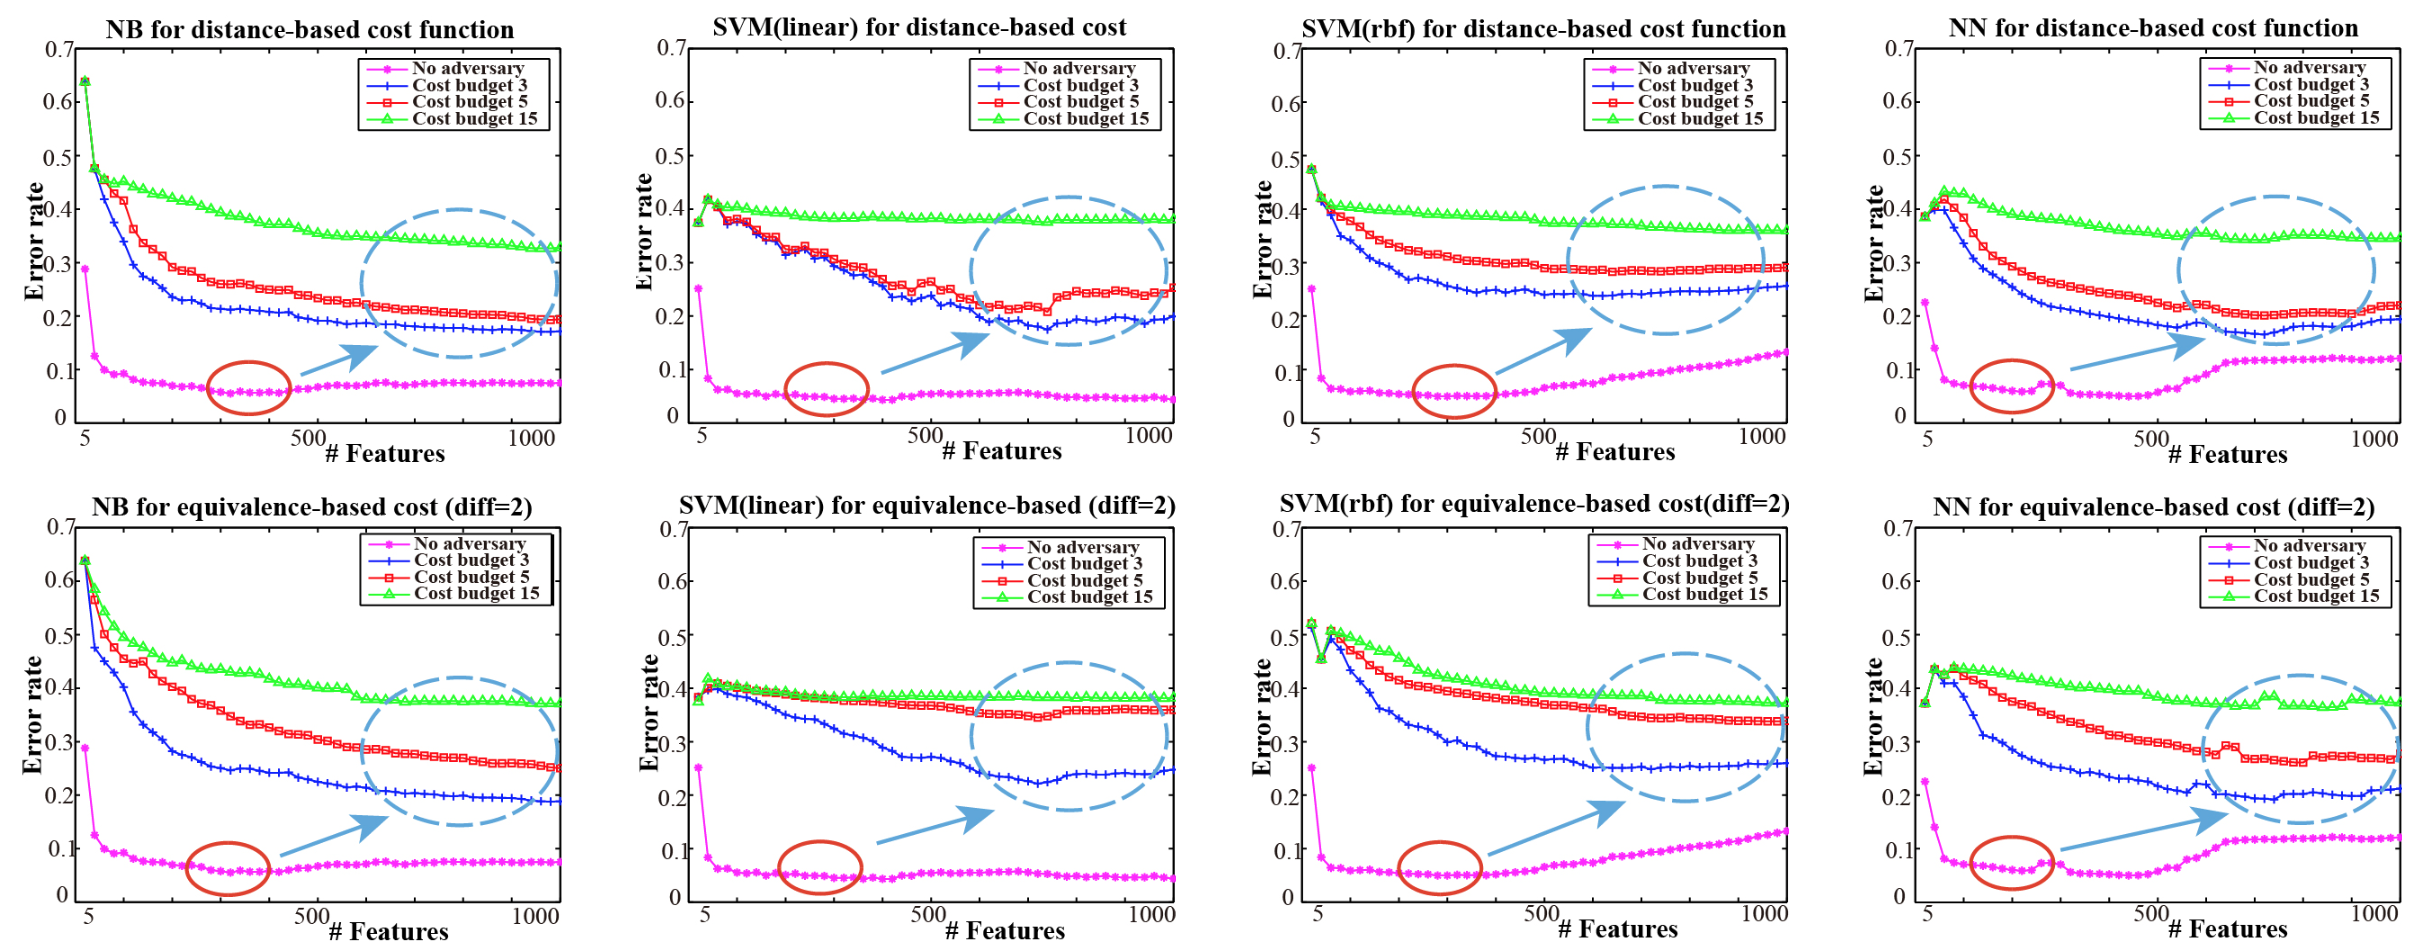 NB for distance-based cost function
0.7
0.6
0.5
0.4
0.3
0.2
0.1
0
Error rate
No adversary
Cost budget 3
Cost budget 5
Cost budget 15
5
500
1000
# Features
SVM(linear) for distance-based cost
0.7
0.6
0.5
0.4
0.3
0.2
0.1
0
Error rate
No adversary
Cost budget 3
Cost budget 5
Cost budget 15
5
500
1000
# Features
SVM(rbf) for distance-based cost function
0.7
0.6
0.5
0.4
0.3
0.2
0.1
0
Error rate
No adversary
Cost budget 3
Cost budget 5
Cost budget 15
5
500
1000
# Features
NN for distance-based cost function
0.7
0.6
0.5
0.4
0.3
0.2
0.1
0
Error rate
No adversary
Cost budget 3
Cost budget 5
Cost budget 15
5
500
1000
# Features
NB for equivalence-based cost (diff=2)
0.7
0.6
0.5
0.4
0.3
0.2
0.1
0
Error rate
No adversary
Cost budget 3
Cost budget 5
Cost budget 15
5
500
1000
# Features
SVM(linear) for equivalence-based (diff=2)
0.7
0.6
0.5
0.4
0.3
0.2
0.1
0
Error rate
No adversary
Cost budget 3
Cost budget 5
Cost budget 15
5
500
1000
# Features
SVM(rbf) for equivalence-based cost(diff=2)
0.7
0.6
0.5
0.4
0.3
0.2
0.1
0
Error rate
No adversary
Cost budget 3
Cost budget 5
Cost budget 15
5
500
1000
# Features
NN for equivalence-based cost (diff=2)
0.7
0.6
0.5
0.4
0.3
0.2
0.1
0
Error rate
No adversary
Cost budget 3
Cost budget 5
Cost budget 15
5
500
1000
# Features